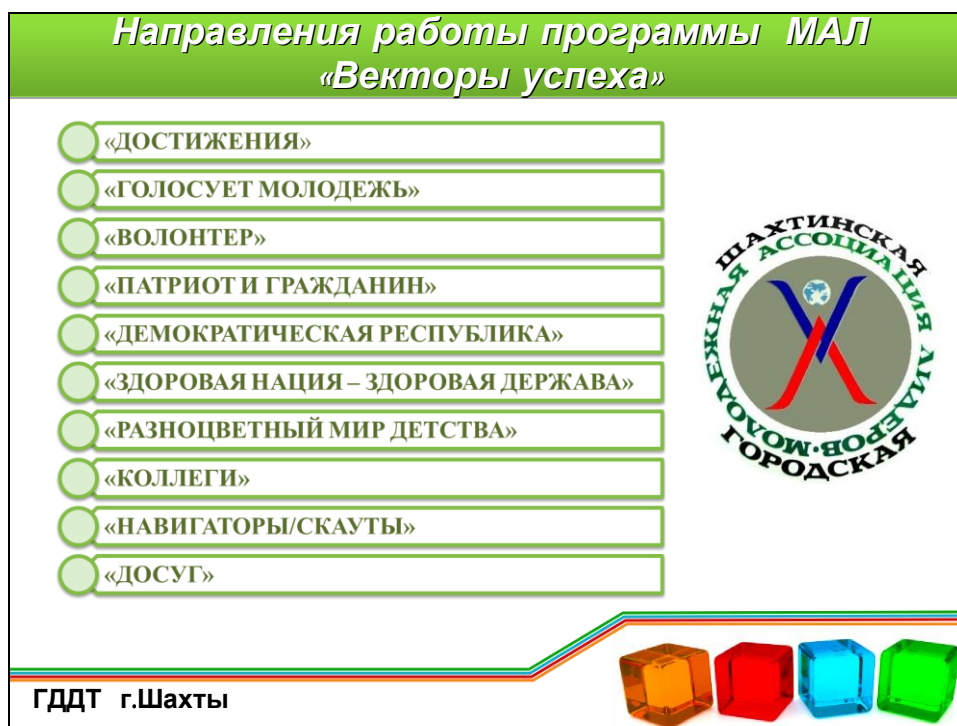 Направления работы программы МАЛ
«Векторы успеха»
«ДОСТИЖЕНИЯ»
«ГОЛОСУЕТ МОЛОДЕЖЬ»
«ВОЛОНТЕР»
«ПАТРИОТ И ГРАЖДАНИН»
«ДЕМОКРАТИЧЕСКАЯ РЕСПУБЛИКА»
«ЗДОРОВАЯ НАЦИЯ – ЗДОРОВАЯ ДЕРЖАВА»
«РАЗНОЦВЕТНЫЙ МИР ДЕТСТВА»
«КОЛЛЕГИ»
«НАВИГАТОРЫ/СКАУТЫ»
«ДОСУГ»
ШАХТИНСКАЯ
ГОРОДСКАЯ
МОЛОДЕЖНАЯ АССОЦИАЦИЯ ЛИДЕРОВ
ГДДТ г.Шахты